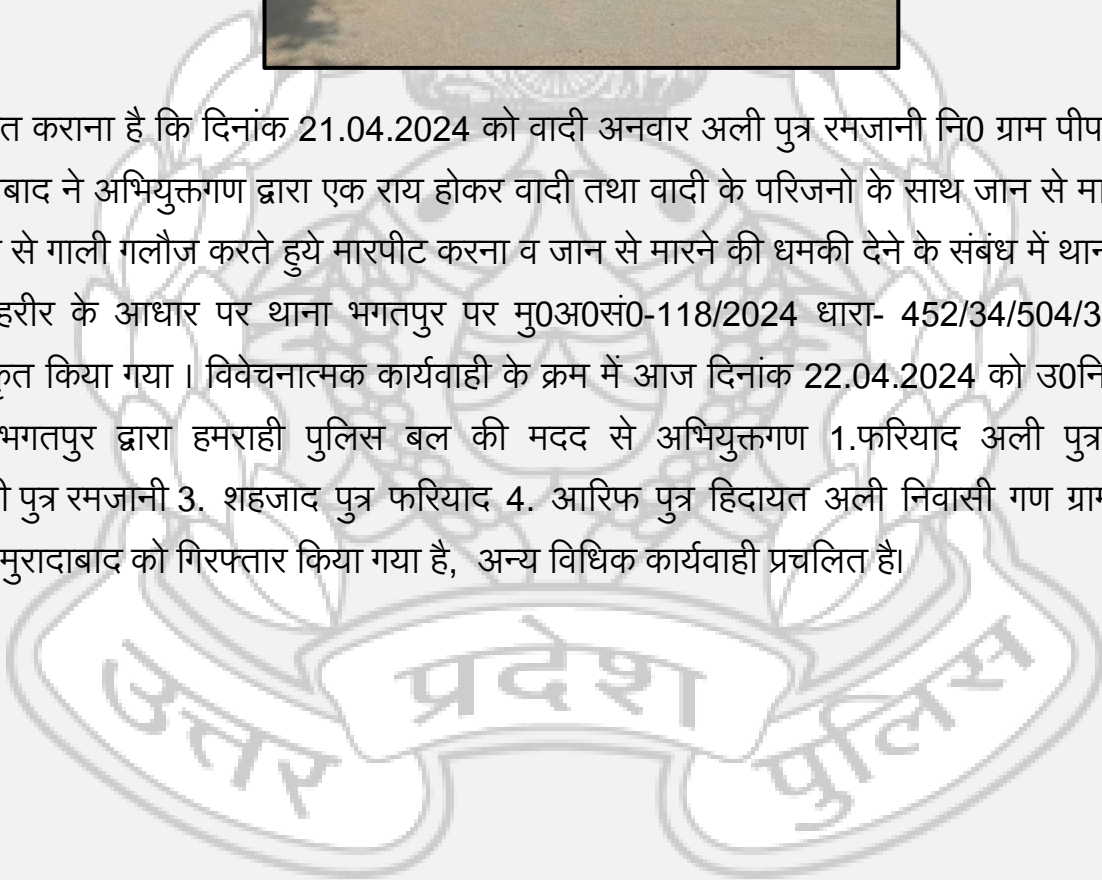 त कराना है कि दिनांक 21.04.2024 को वादी अनवार अली पुत्र रमजानी नि0 ग्राम पीप
बाद ने अभियुक्तगण द्वारा एक राय होकर वादी तथा वादी के परिजनो के साथ जान से मा
से गाली गलौज करते हुये मारपीट करना व जान से मारने की धमकी देने के संबंध में थान
हरीर के आधार पर थाना भगतपुर पर मु0अ0सं0-118/2024 धारा- 452/34/504/3
कृत किया गया । विवेचनात्मक कार्यवाही के क्रम में आज दिनांक 22.04.2024 को उ0नि
भगतपुर द्वारा हमराही पुलिस बल की मदद से अभियुक्तगण 1.फरियाद अली पुत्र
ी पुत्र रमजानी 3. शहजाद पुत्र फरियाद 4. आरिफ पुत्र हिदायत अली निवासी गण ग्राम
मुरादाबाद को गिरफ्तार किया गया है, अन्य विधिक कार्यवाही प्रचलित है।
उत्तर प्रदेश पुलिस